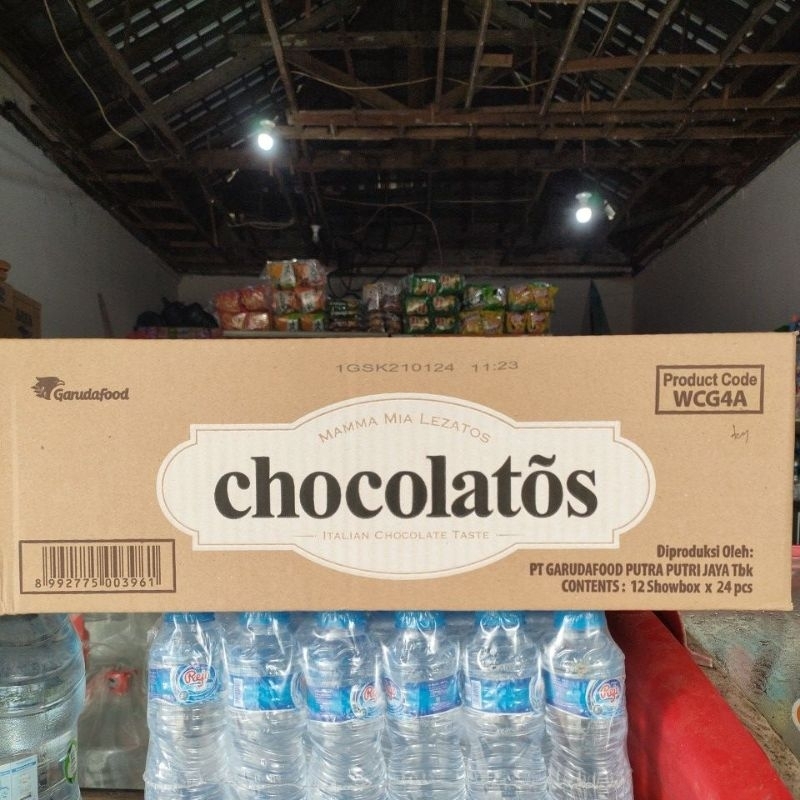 1GSK210124 11:23
Garudafood
Product Code
WCG4A
MAMMA MIA LEZATOS
chocolatõs
ITALIAN CHOCOLATE TASTE
8 992775 003961
Diproduksi Oleh:
PT GARUDAFOOD PUTRA PUTRI JAYA Tbk
CONTENTS : 12 Showbox x 24 pcs